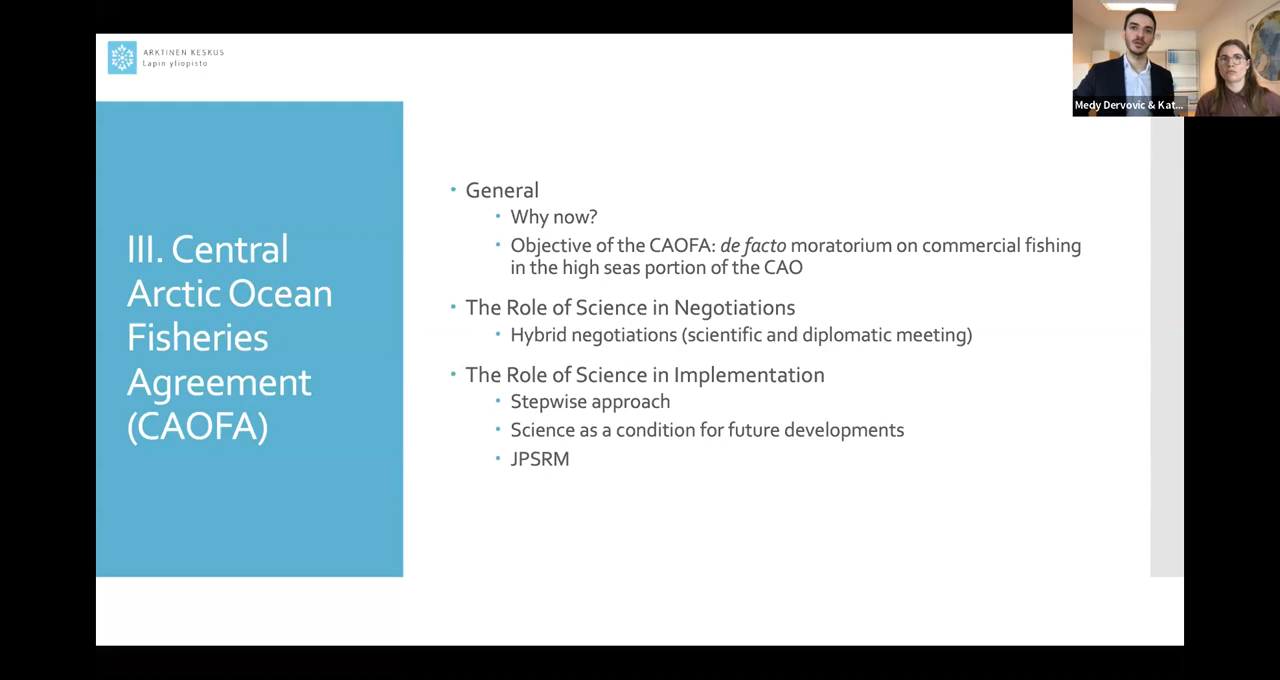 ARKTINEN KESKUS
Lapin yliopisto
Medy Dervovic & Kat...
III. Central
Arctic Ocean
Fisheries
Agreement
(CAOFA)
• General
• Why now?
• Objective of the CAOFA: de facto moratorium on commercial fishing
in the high seas portion of the CAO
• The Role of Science in Negotiations
• Hybrid negotiations (scientific and diplomatic meeting)
• The Role of Science in Implementation
• Stepwise approach
• Science as a condition for future developments
• JPSRM